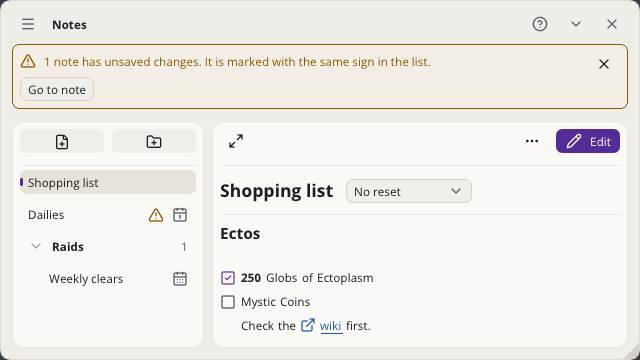 Notes
1 note has unsaved changes. It is marked with the same sign in the list.
Go to note
Edit
Shopping list
Dailies
Raids 1
Weekly clears
Shopping list No reset
Ectos
250 Globs of Ectoplasm
Mystic Coins
Check the wiki first.